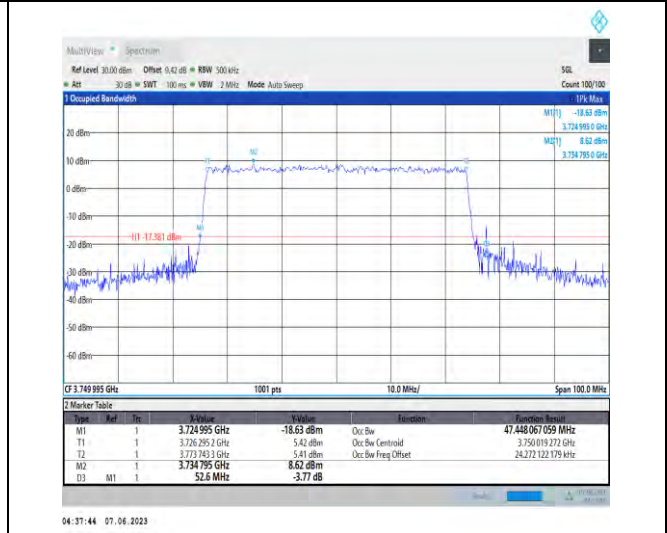 MultiView Spectrum
Ref Level 30.00 dBm Offset 9.42 dB RBW 500 kHz SGL
Att 30 dB SWT 100 ms VBW 2 MHz Mode Auto Sweep Count 100/100
1 Occupied Bandwidth 1Pk Max
M1[1] -18.63 dBm
3.724 995 0 GHz
M2[1] 8.62 dBm
3.734 795 0 GHz
20 dBm
M2
10 dBm
T1
0 dBm
-10 dBm
M1
H1 -17.381 dBm
-20 dBm
-30 dBm
-40 dBm
-50 dBm
-60 dBm
CF 3.749 995 GHz 1001 pts 10.0 MHz/ Span 100.0 MHz
2 Marker Table
Type Ref Trc X-Value Y-Value Function Function Result
M1 1 3.724 995 GHz -18.63 dBm Occ Bw 47.448 067 059 MHz
T1 1 3.726 295 2 GHz 5.42 dBm Occ Bw Centroid 3.750 019 272 GHz
T2 1 3.773 743 3 GHz 5.41 dBm Occ Bw Freq Offset 24.272 122 179 kHz
M2 1 3.734 795 GHz 8.62 dBm
D3 M1 1 52.6 MHz -3.77 dB
04:37:44 07.06.2023